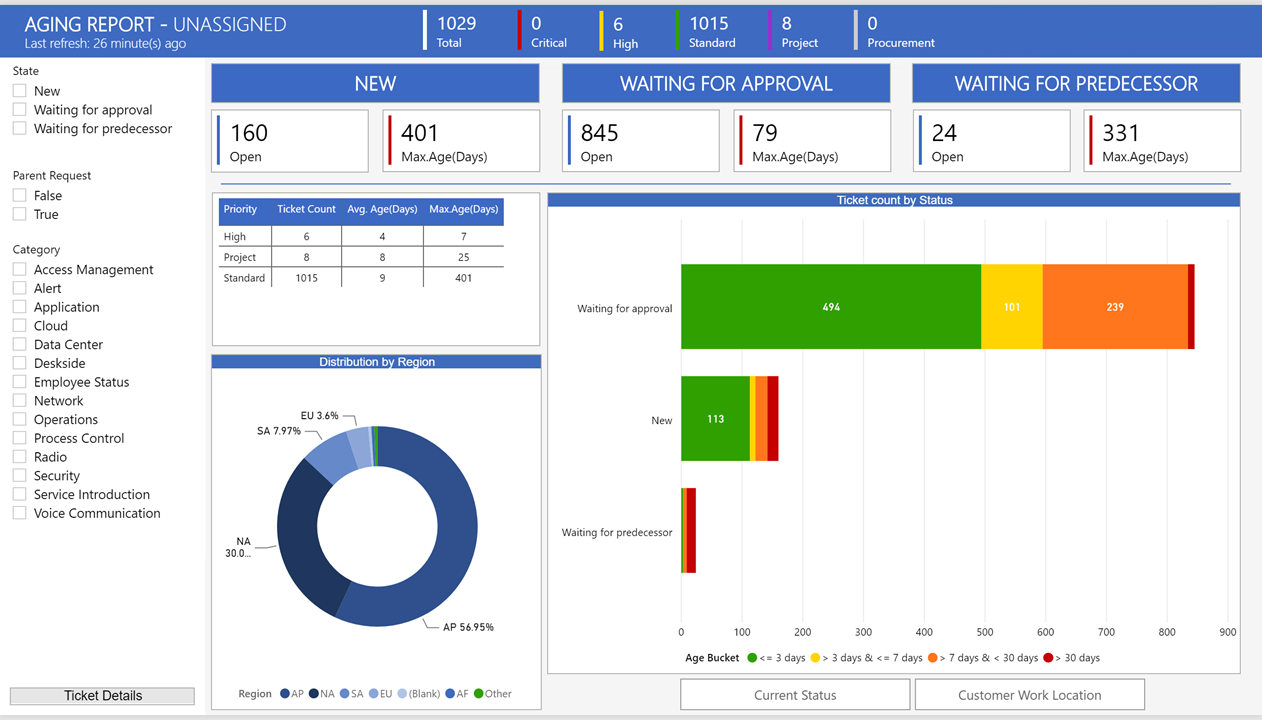 AGING REPORT - UNASSIGNED
Last refresh: 26 minute(s) ago
1029
Total
0
Critical
6
High
1015
Standard
8
Project
0
Procurement
State
New
Waiting for approval
Waiting for predecessor
Parent Request
False
True
Category
Access Management
Alert
Application
Cloud
Data Center
Deskside
Employee Status
Network
Operations
Process Control
Radio
Security
Service Introduction
Voice Communication
Ticket Details
NEW
160
Open
401
Max.Age(Days)
WAITING FOR APPROVAL
845
Open
79
Max.Age(Days)
WAITING FOR PREDECESSOR
24
Open
331
Max.Age(Days)
Priority Ticket Count Avg. Age(Days) Max.Age(Days)
High 6 4 7
Project 8 8 25
Standard 1015 9 401
Distribution by Region
EU 3.6%
SA 7.97%
NA
30.0...
AP 56.95%
Region AP NA SA EU (Blank) AF Other
Ticket count by Status
Waiting for approval 494 101 239
New 113
Waiting for predecessor
0 100 200 300 400 500 600 700 800 900
Age Bucket <= 3 days > 3 days & <= 7 days > 7 days & < 30 days > 30 days
Current Status
Customer Work Location